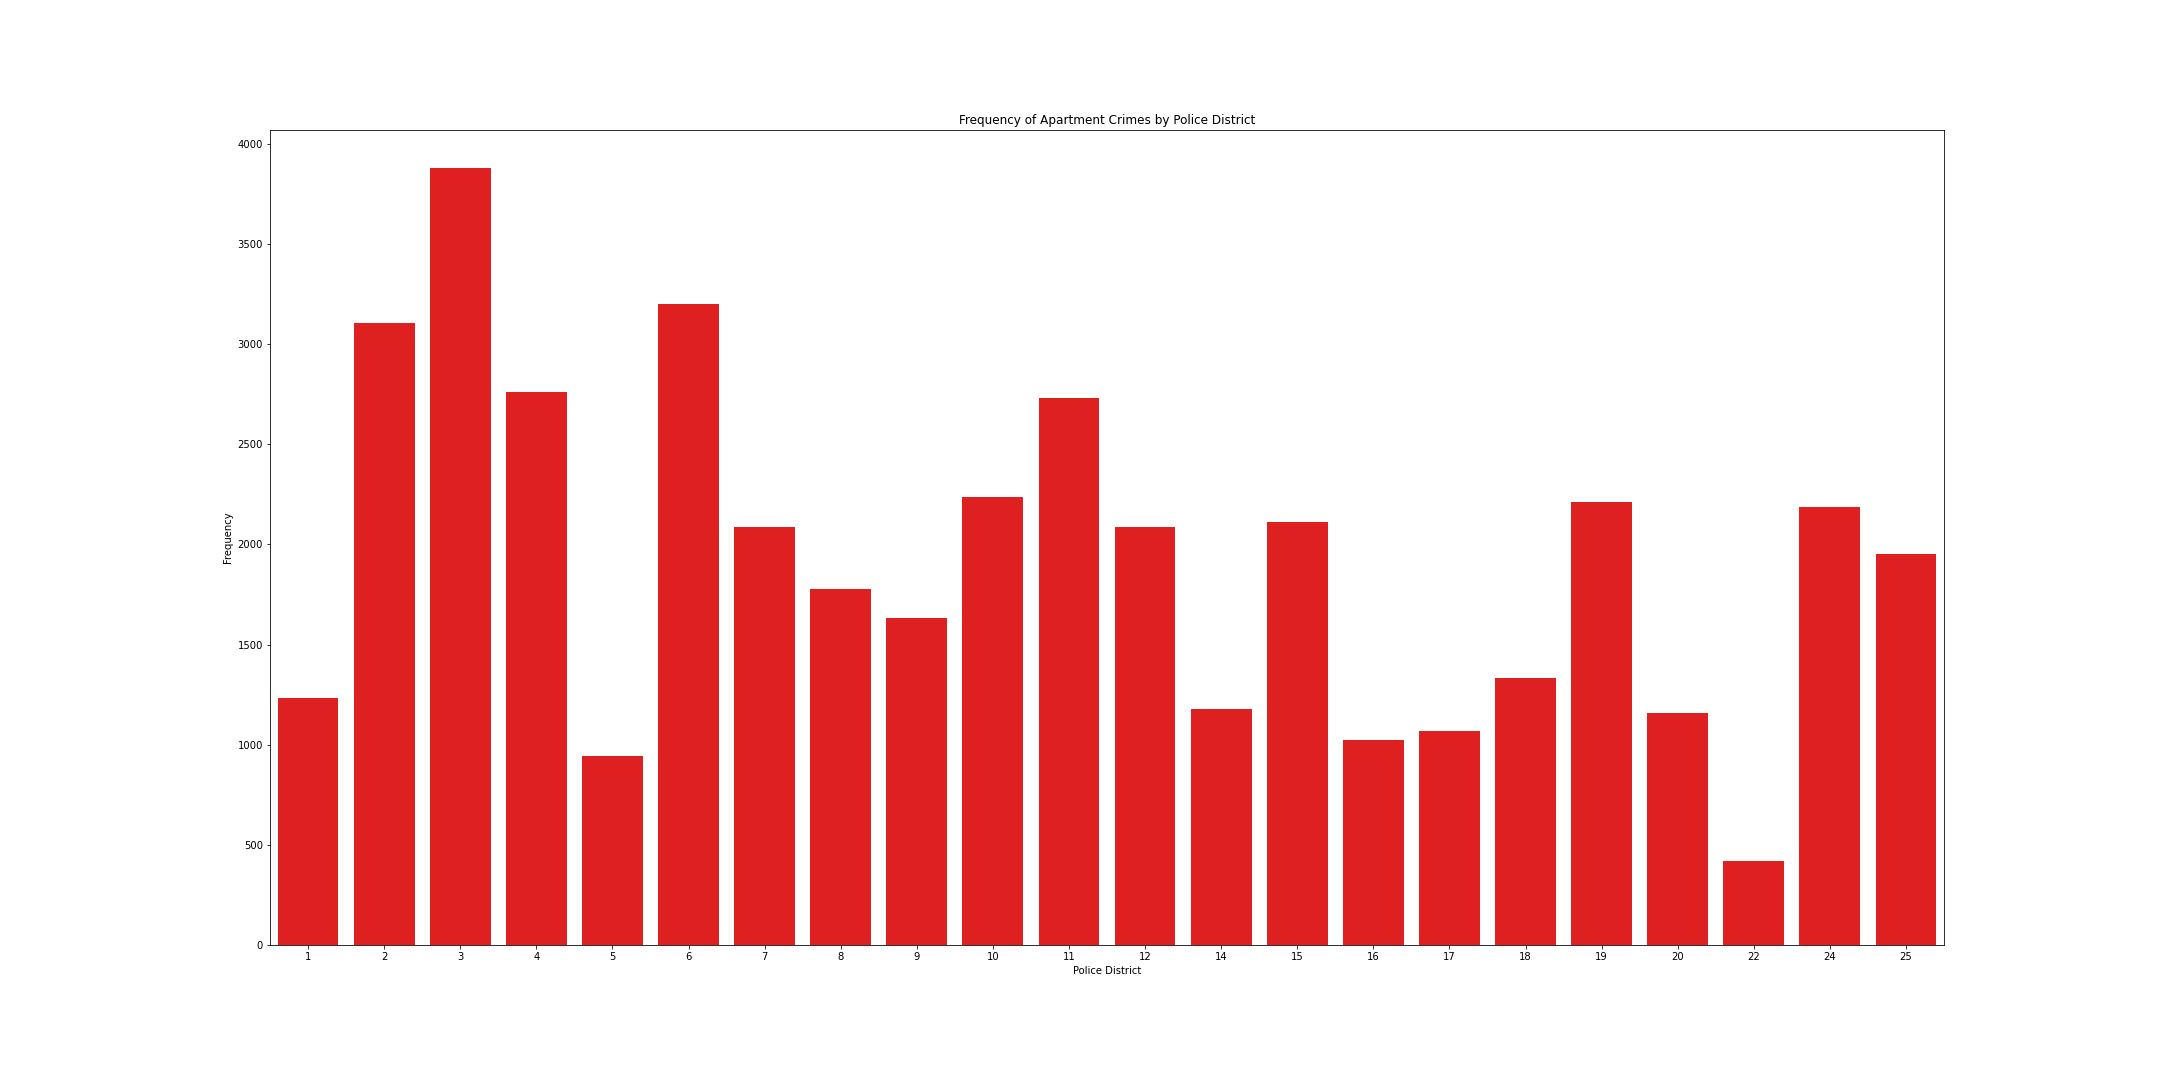 Frequency of Apartment Crimes by Police District
4000
3500
3000
2500
2000
1500
1000
500
0
Frequency
1 2 3 4 5 6 7 8 9 10 11 12 14 15 16 17 18 19 20 22 24 25
Police District